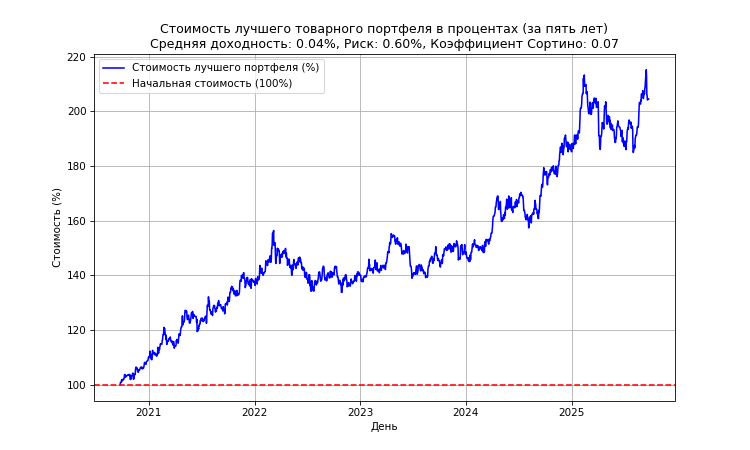 Стоимость лучшего товарного портфеля в процентах (за пять лет)
Средняя доходность: 0.04%, Риск: 0.60%, Коэффициент Сортино: 0.07
Стоимость лучшего портфеля (%)
Начальная стоимость (100%)
Стоимость (%)
220
200
180
160
140
120
100
2021
2022
2023
2024
2025
День